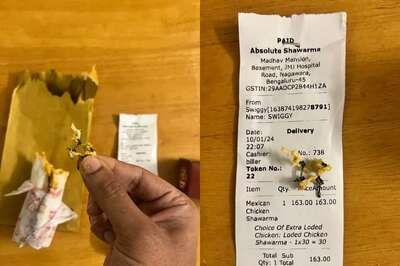 PAID
Absolute Shawarma
Madhav Mansion,
Basement, JMJ Hospital
Road, Nagawara,
Bengaluru-45
GSTIN:29AADCP2844H1ZA
From
Swiggy[163874198278791]
Name: SWIGGY
Date: Delivery
10/01/24
22:07
Cashier: No.: 738
biller
Token No.:
22
Item Qty. Price Amount
Mexican 1 163.00 163.00
Chicken
Shawarma
Choice Of Extra Loded
Chicken: Loded Chicken
Shawarma - 1x30 = 30
Total Sub
Qty: 1 Total 163.00